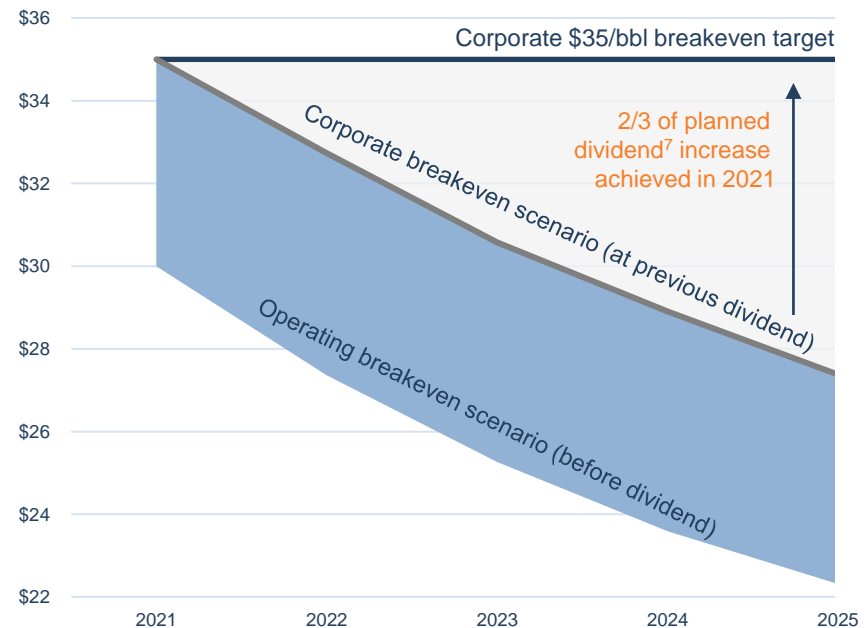 $36
Corporate $35/bbl breakeven target
$34
2/3 of planned
dividend7 increase
achieved in 2021
Corporate breakeven scenario (at previous dividend)
$32
$30
Operating breakeven scenario (before dividend)
$28
$26
$24
$22
2021
2022
2023
2024
2025